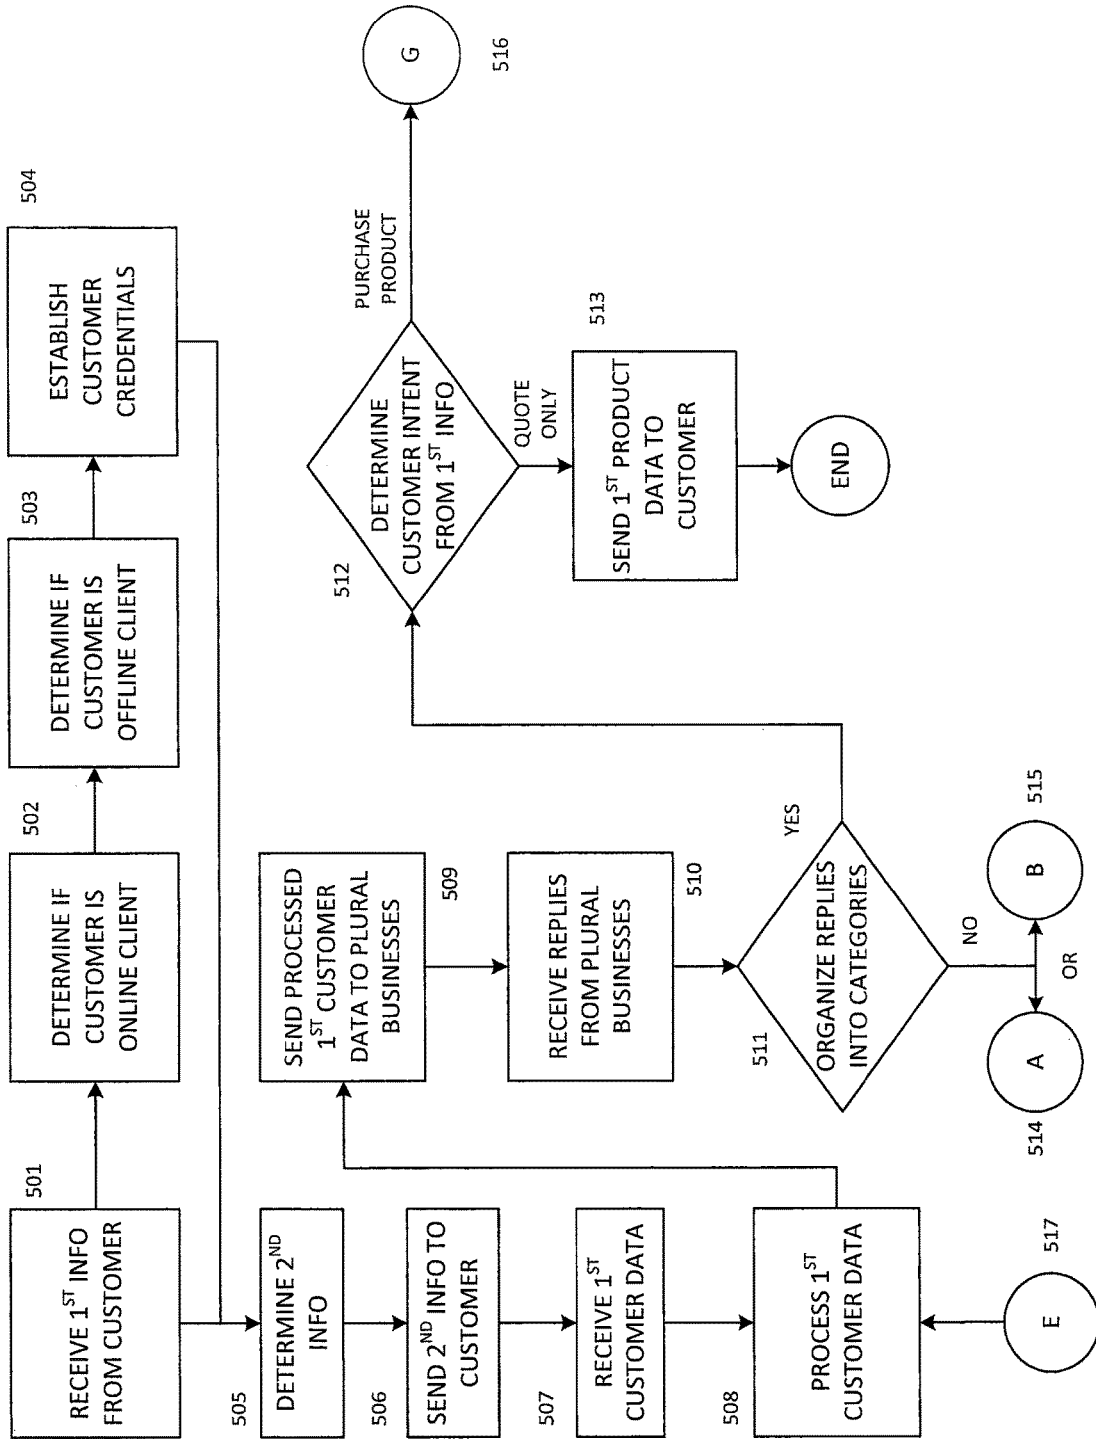 501
RECEIVE 1ST INFO
FROM CUSTOMER
502
DETERMINE IF
CUSTOMER IS
ONLINE CLIENT
503
DETERMINE IF
CUSTOMER IS
OFFLINE CLIENT
504
ESTABLISH
CUSTOMER
CREDENTIALS
505
DETERMINE 2ND
INFO
506
SEND 2ND INFO TO
CUSTOMER
507
RECEIVE 1ST
CUSTOMER DATA
508
PROCESS 1ST
CUSTOMER DATA
E
517
SEND PROCESSED
1ST CUSTOMER
DATA TO PLURAL
BUSINESSES
509
RECEIVE REPLIES
FROM PLURAL
BUSINESSES
510
511
ORGANIZE REPLIES
INTO CATEGORIES
YES
NO
OR
A
514
B
515
512
DETERMINE
CUSTOMER INTENT
FROM 1ST INFO
PURCHASE
PRODUCT
G
516
QUOTE
ONLY
513
SEND 1ST PRODUCT
DATA TO
CUSTOMER
END